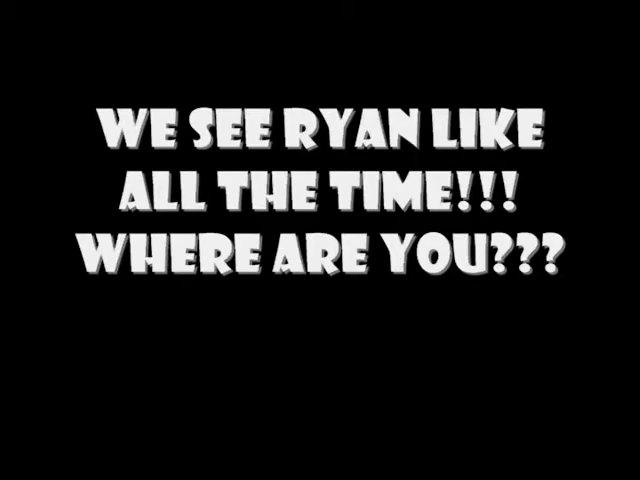 WE SEE RYAN LIKE
ALL THE TIME!!!
WHERE ARE YOU???